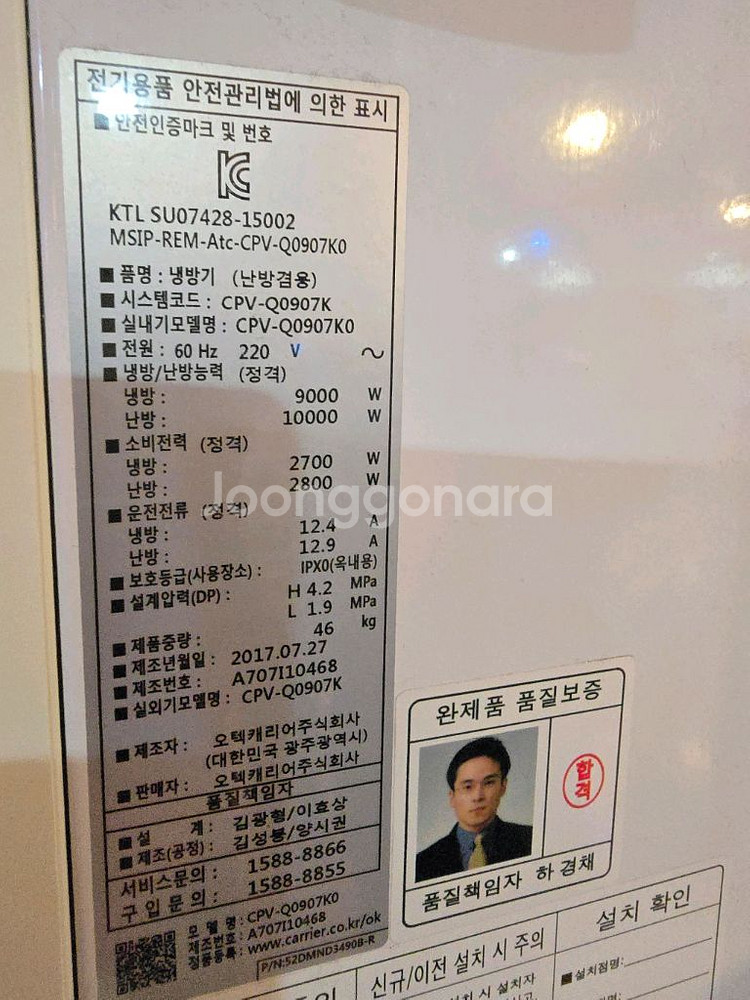 전기용품 안전관리법에 의한 표시
■ 안전인증마크 및 번호
KTL SU07428-15002
MSIP-REM-Atc-CPV-Q0907K0
■ 품명 : 냉방기 (난방겸용)
■ 시스템코드 : CPV-Q0907K
■ 실내기모델명 : CPV-Q0907K0
■ 전원 : 60 Hz 220 V ~
■ 냉방/난방능력 (정격)
냉방 : 9000 W
난방 : 10000 W
■ 소비전력 (정격)
냉방 : 2700 W
난방 : 2800 W
■ 운전전류 (정격)
냉방 : 12.4 A
난방 : 12.9 A
■ 보호등급(사용장소) : IPX0(옥내용)
■ 설계압력(DP) : H 4.2 MPa
L 1.9 MPa
■ 제품중량 : 46 kg
■ 제조년월일 : 2017.07.27
■ 제조번호 : A707I10468
■ 실외기모델명 : CPV-Q0907K
■ 제조자 : 오텍캐리어주식회사
(대한민국 광주광역시)
■ 판매자 : 오텍캐리어주식회사
품질책임자
■ 설 계 : 김광형/이효상
■ 제조(공정) : 김성봉/양시권
서비스문의 : 1588-8866
구입문의 : 1588-8855
모델명 : CPV-Q0907K0
제조번호 : A707I10468
정품등록 : www.carrier.co.kr/ok
P/N:52DMND3490B-R
Joonggonara
완제품 품질보증
합격
품질책임자 하경채
신규/이전 설치 시 주의
설치 시 설치자
설치 확인
■ 설치점명: